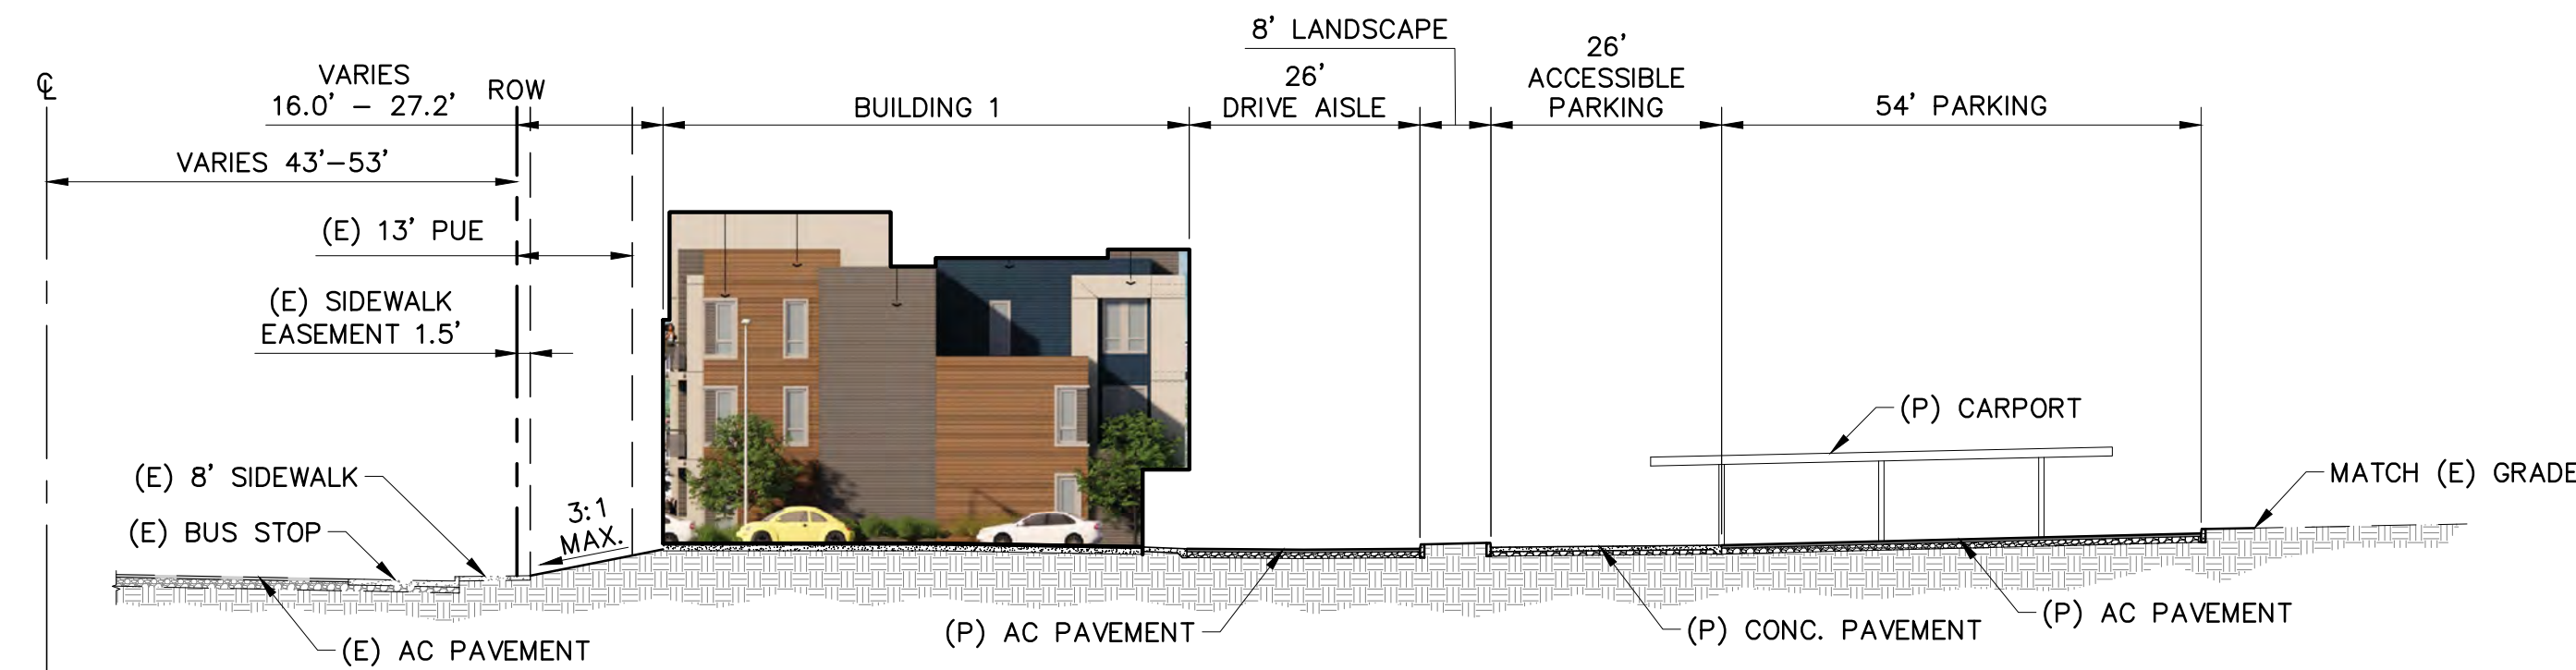 8’ LANDSCAPE
℄
VARIES
16.0’ – 27.2’
ROW
BUILDING 1
26’
DRIVE AISLE
26’
ACCESSIBLE
PARKING
54’ PARKING
VARIES 43’–53’
(E) 13’ PUE
(E) SIDEWALK
EASEMENT 1.5’
(P) CARPORT
(E) 8’ SIDEWALK
MATCH (E) GRADE
3:1
MAX.
(E) BUS STOP
(E) AC PAVEMENT
(P) AC PAVEMENT
(P) CONC. PAVEMENT
(P) AC PAVEMENT